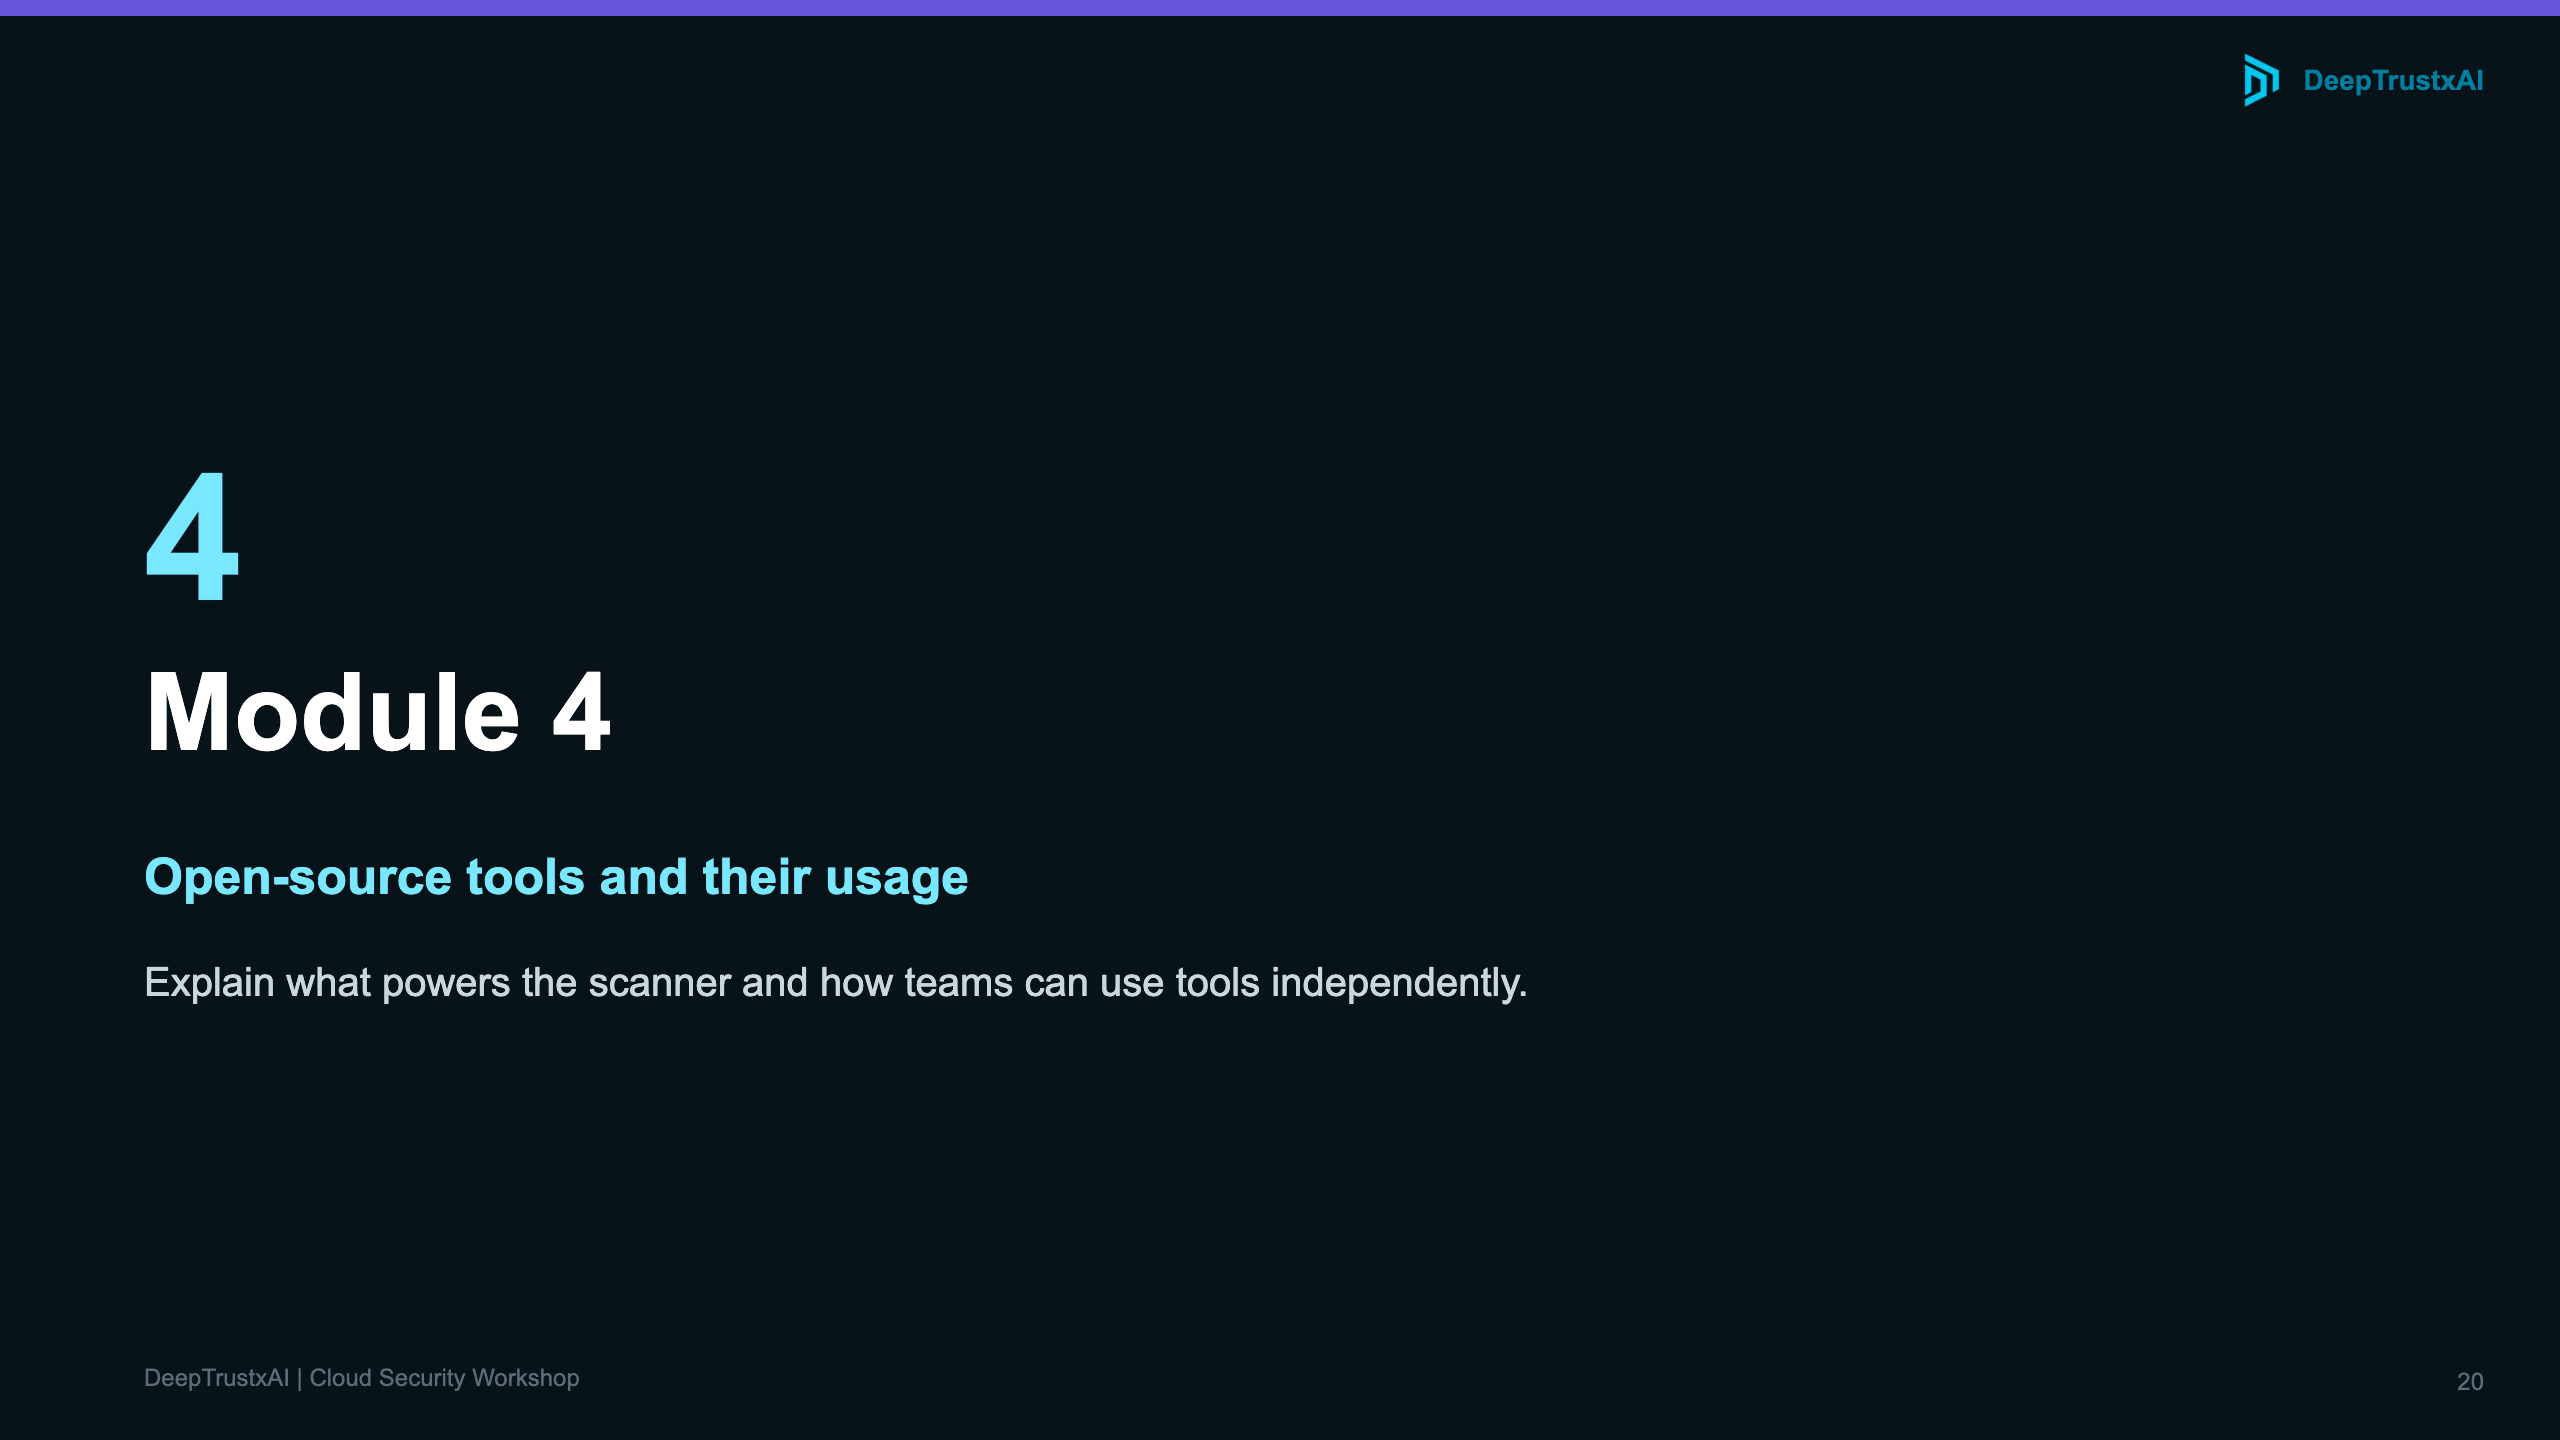 DeepTrustxAI
4
Module 4
Open-source tools and their usage
Explain what powers the scanner and how teams can use tools independently.
DeepTrustxAI | Cloud Security Workshop
20